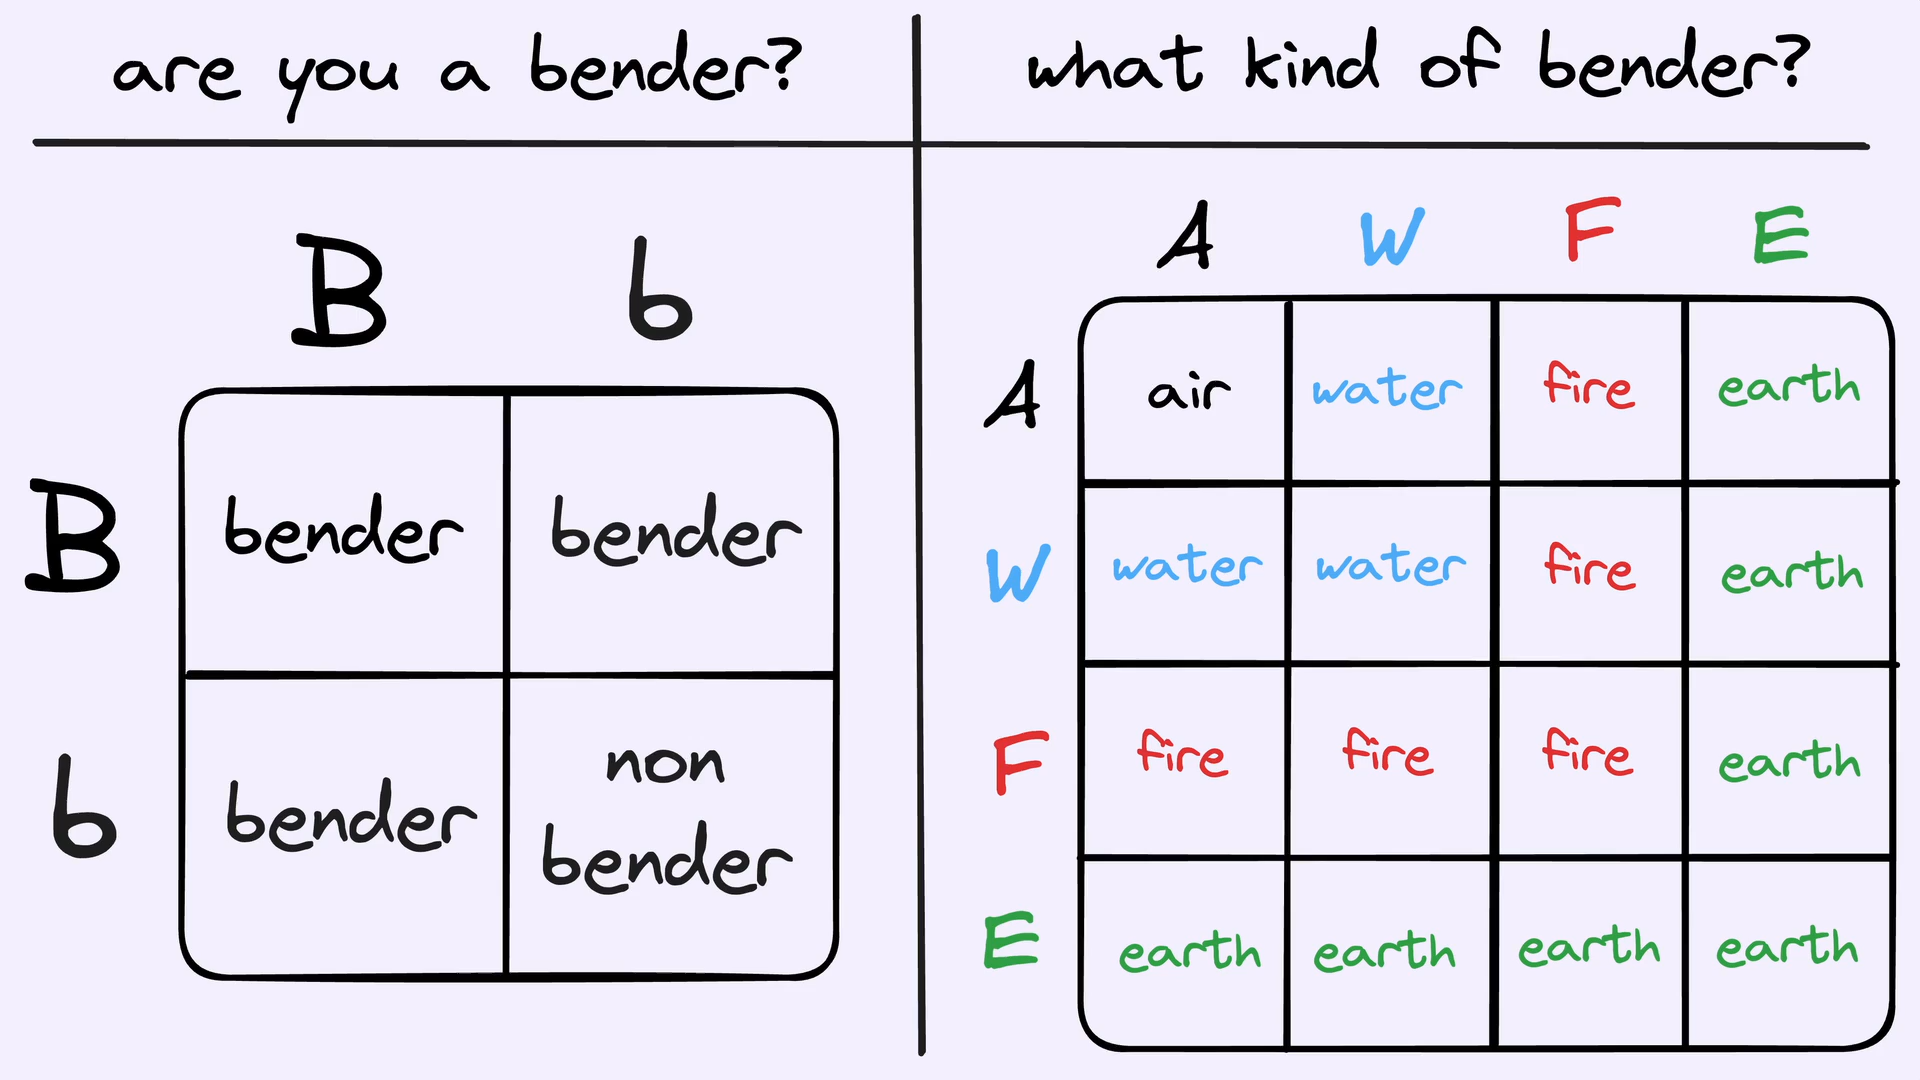 are you a bender?
B b
B bender bender
b bender non
bender
what kind of bender?
A W F E
A air water fire earth
W water water fire earth
F fire fire fire earth
E earth earth earth earth